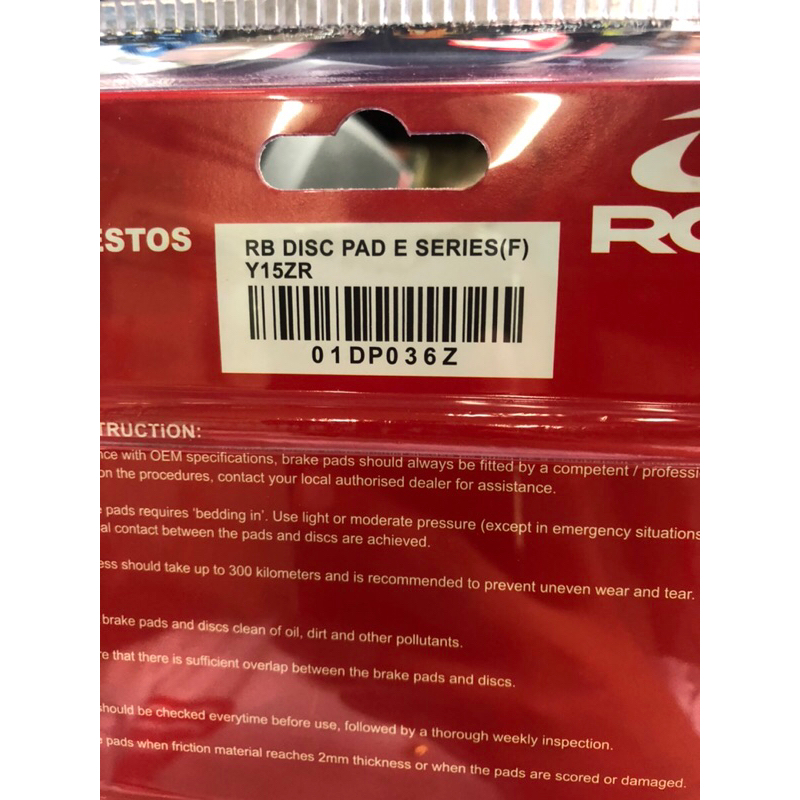 ESTOS
RB DISC PAD E SERIES(F)
Y15ZR
01DP036Z
TRUCTiON:
nce with OEM specifications, brake pads should always be fitted by a competent / professi
on the procedures, contact your local authorised dealer for assistance.
pads requires 'bedding in'. Use light or moderate pressure (except in emergency situations
al contact between the pads and discs are achieved.
ess should take up to 300 kilometers and is recommended to prevent uneven wear and tear.
brake pads and discs clean of oil, dirt and other pollutants.
re that there is sufficient overlap between the brake pads and discs.
should be checked everytime before use, followed by a thorough weekly inspection.
pads when friction material reaches 2mm thickness or when the pads are scored or damaged.